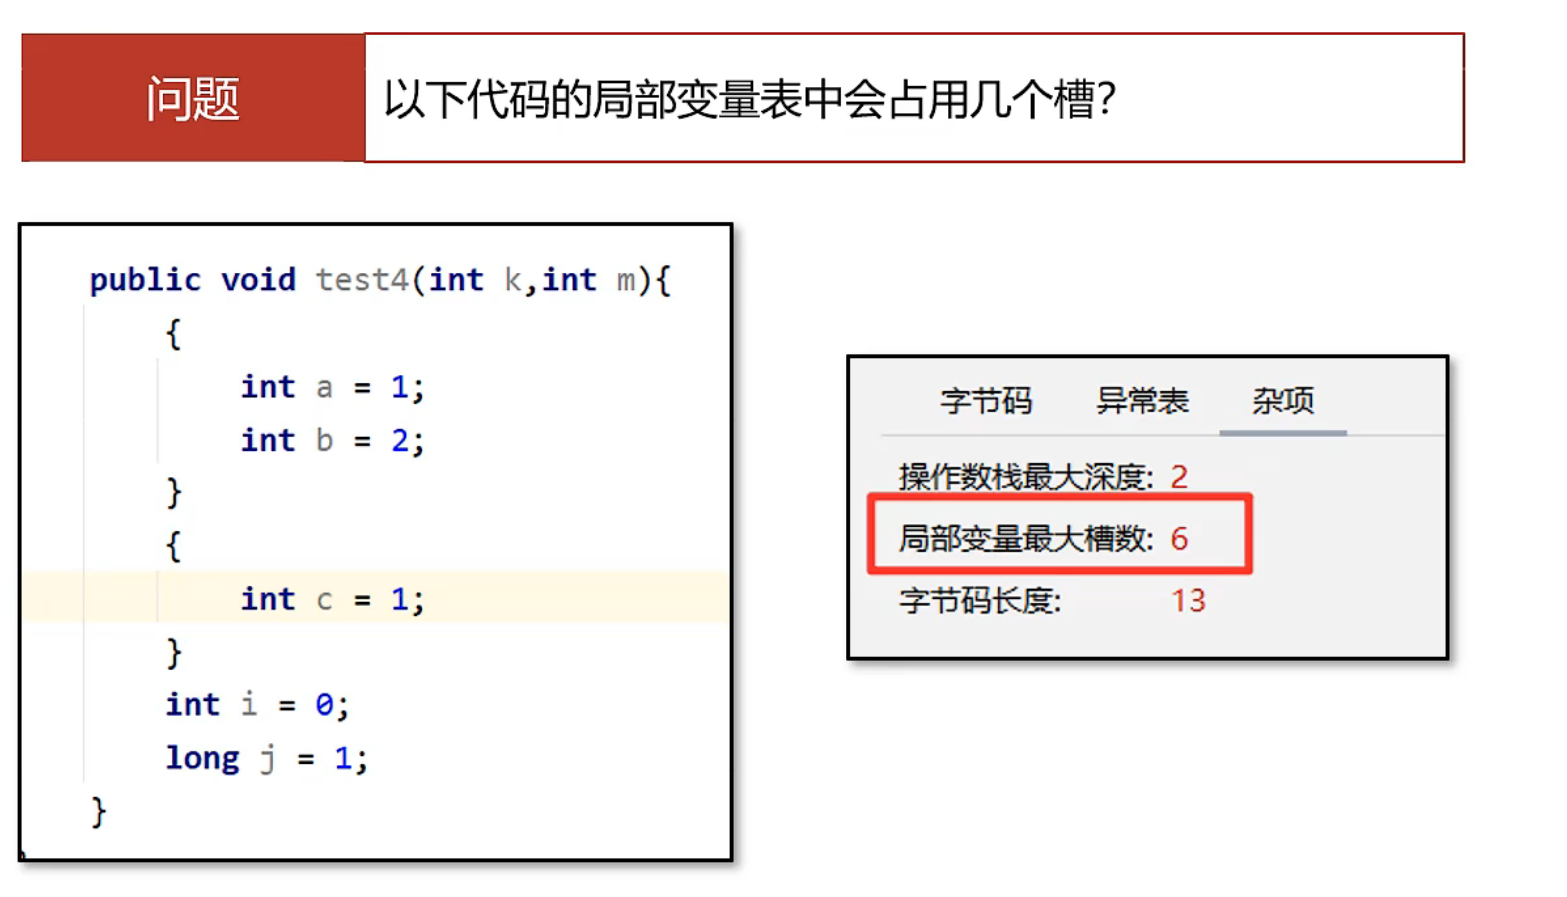 问题
以下代码的局部变量表中会占用几个槽?
public void test4(int k,int m){
{
int a = 1;
int b = 2;
}
{
int c = 1;
}
int i = 0;
long j = 1;
}
字节码 异常表 杂项
操作数栈最大深度: 2
局部变量最大槽数: 6
字节码长度: 13